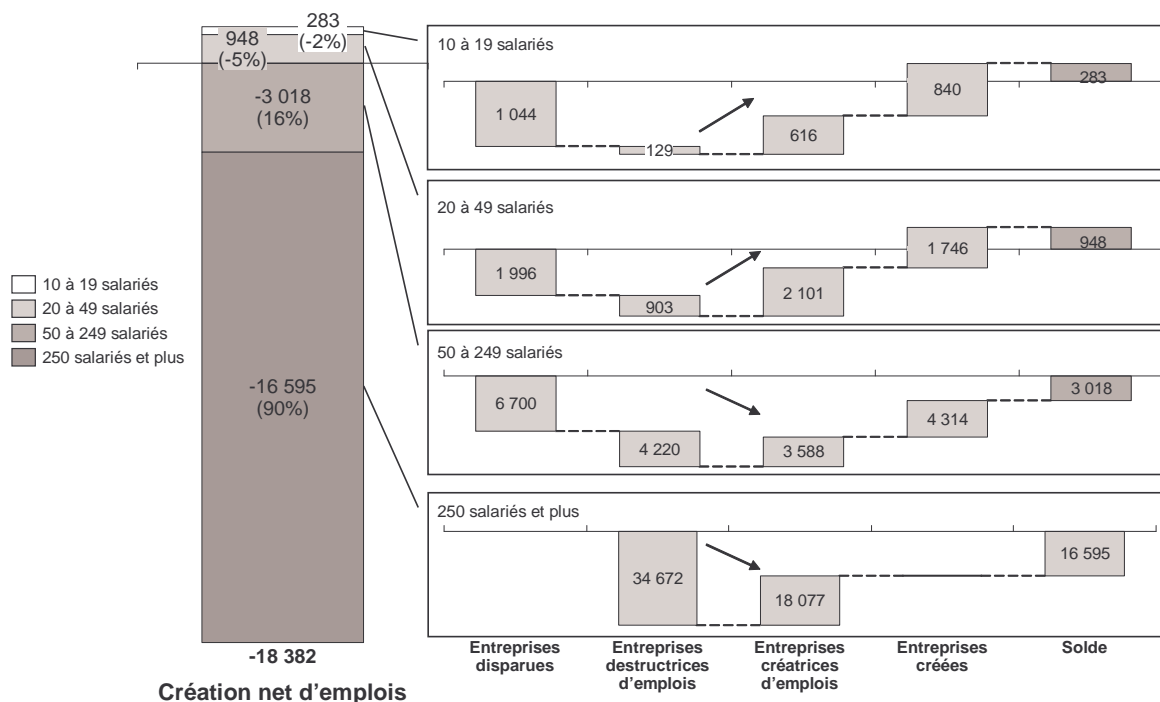 283
(-2%)
948
(-5%)
-3 018
(16%)
-16 595
(90%)
-18 382
Création net d'emplois
10 à 19 salariés
20 à 49 salariés
50 à 249 salariés
250 salariés et plus
10 à 19 salariés
1 044
129
616
840
283
20 à 49 salariés
1 996
903
2 101
1 746
948
50 à 249 salariés
6 700
4 220
3 588
4 314
3 018
250 salariés et plus
34 672
18 077
16 595
Entreprises
disparues
Entreprises
destructrices
d'emplois
Entreprises
créatrices
d'emplois
Entreprises
créées
Solde